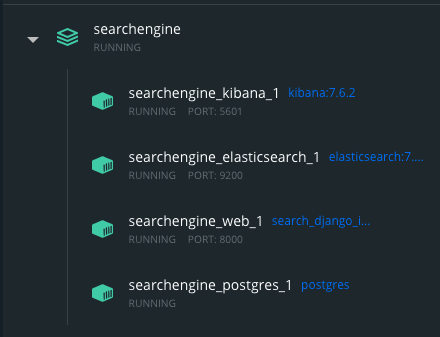 searchengine
RUNNING
searchengine_kibana_1 kibana:7.6.2
RUNNING PORT: 5601
searchengine_elasticsearch_1 elasticsearch:7....
RUNNING PORT: 9200
searchengine_web_1 search_django_i...
RUNNING PORT: 8000
searchengine_postgres_1 postgres
RUNNING